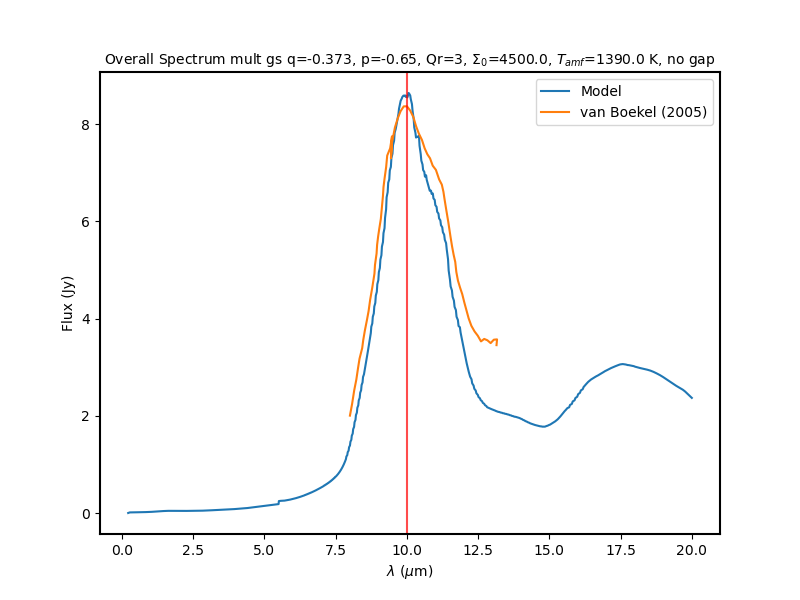 Overall Spectrum mult gs q=-0.373, p=-0.65, Qr=3, Σ₀=4500.0, T_amf=1390.0 K, no gap
Model
van Boekel (2005)
Flux (Jy)
8
6
4
2
0
0.0 2.5 5.0 7.5 10.0 12.5 15.0 17.5 20.0
λ (μm)